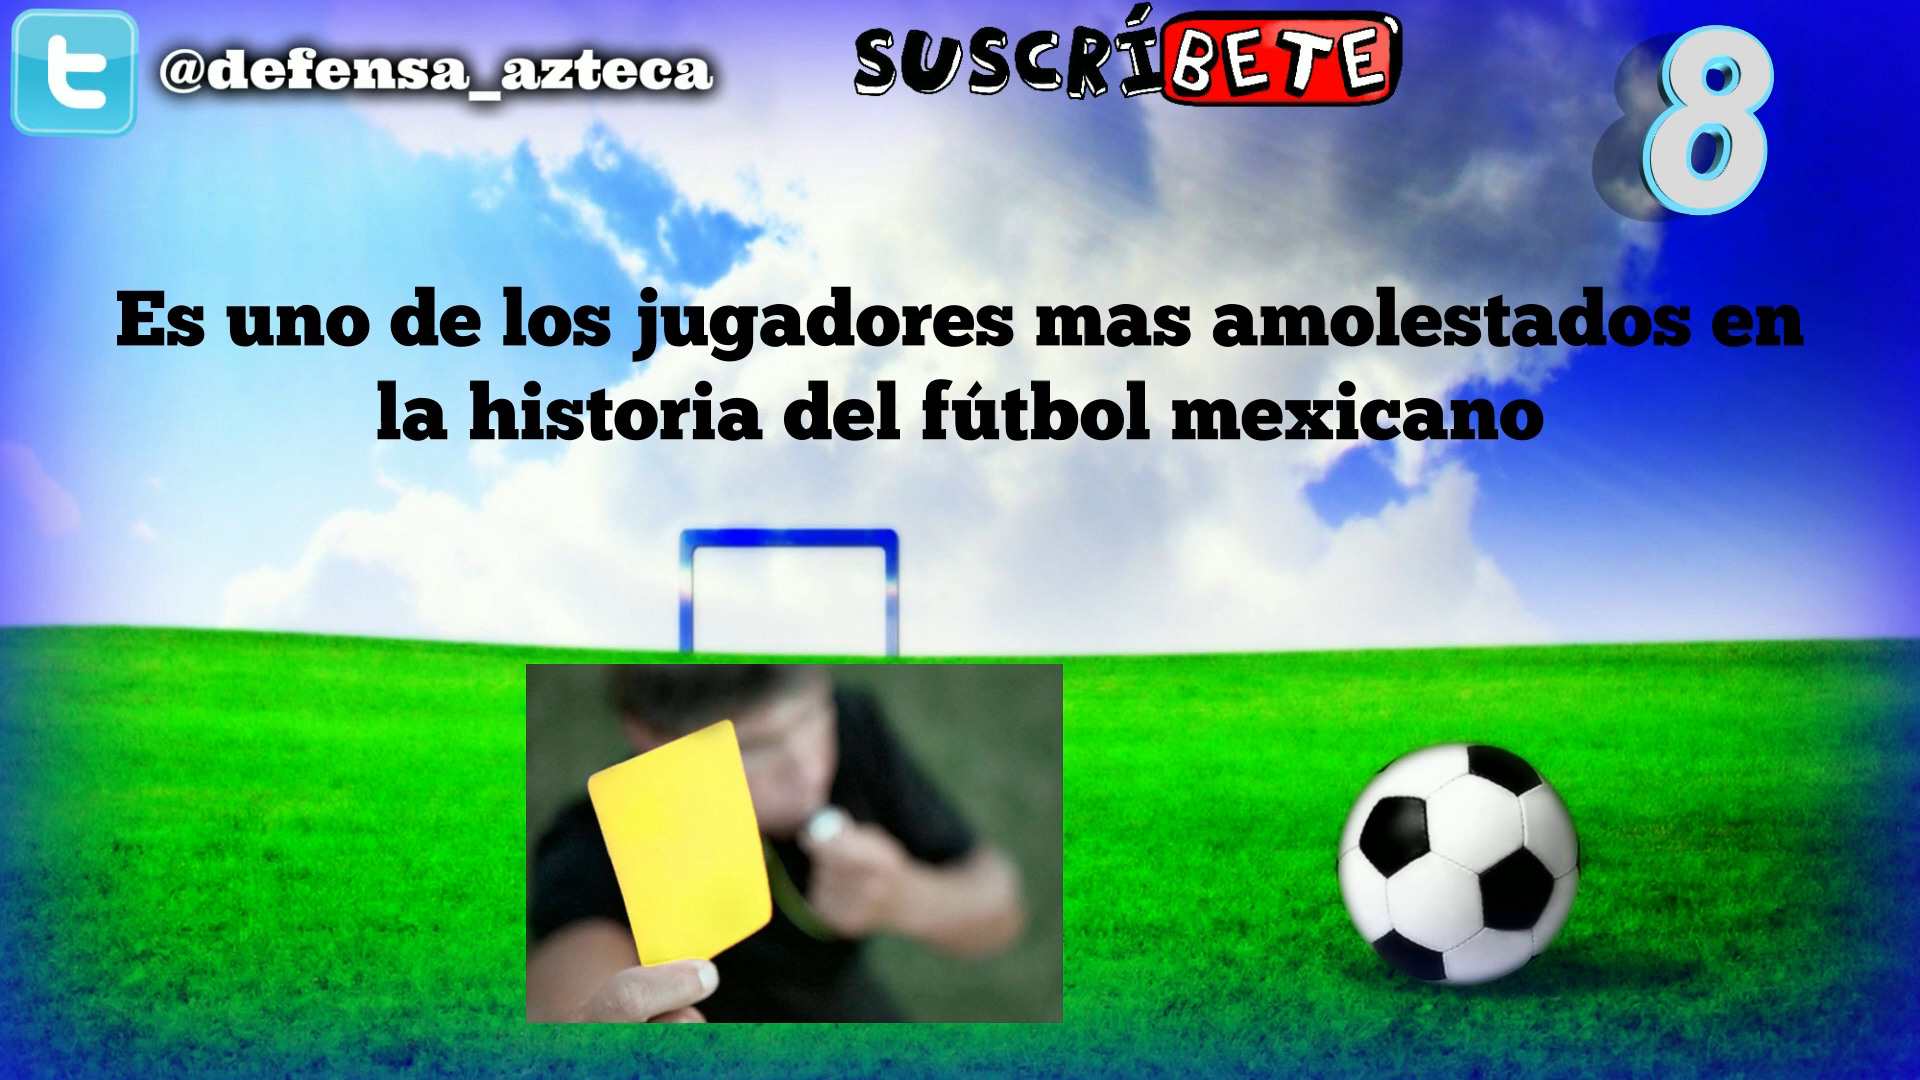 @defensa_azteca
SUSCRÍBETE
8
Es uno de los jugadores mas amolestados en
la historia del fútbol mexicano